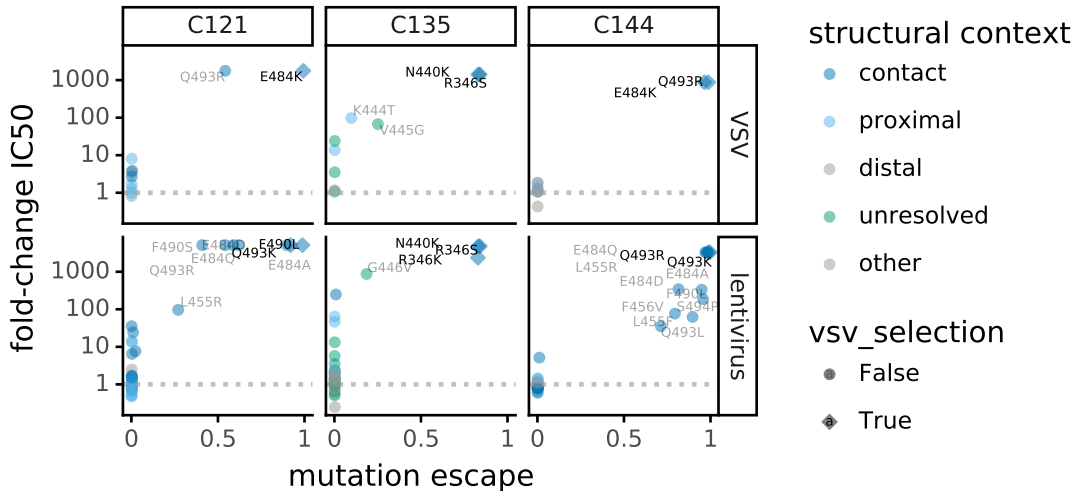 C121
C135
C144
structural context
contact
proximal
distal
unresolved
other
vsv_selection
a False
a True
fold-change IC50
1000
100
10
1
Q493R
E484K
N440K
R346S
K444T
V445G
Q493R
E484K
VSV
1000
100
10
1
F490S
E484
E490L
Q493K
E484Q
E484A
Q493R
L455R
N440K
R346S
R346K
G446V
E484Q
Q493R
Q493K
L455R
E484A
E484D
F490L
F456V
S494P
L455F
Q493L
lentivirus
0
0.5
1
0
0.5
1
0
0.5
1
mutation escape